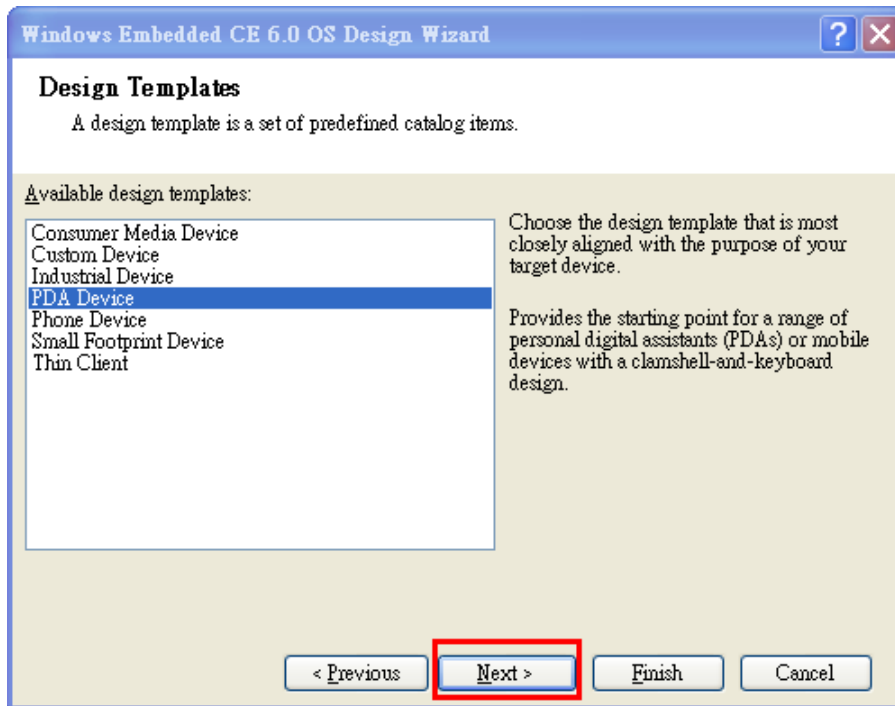 Windows Embedded CE 6.0 OS Design Wizard
?
Design Templates
A design template is a set of predefined catalog items.
Available design templates:
Consumer Media Device
Custom Device
Industrial Device
PDA Device
Phone Device
Small Footprint Device
Thin Client
Choose the design template that is most
closely aligned with the purpose of your
target device.
Provides the starting point for a range of
personal digital assistants (PDAs) or mobile
devices with a clamshell-and-keyboard
design.
< Previous
Next >
Finish
Cancel